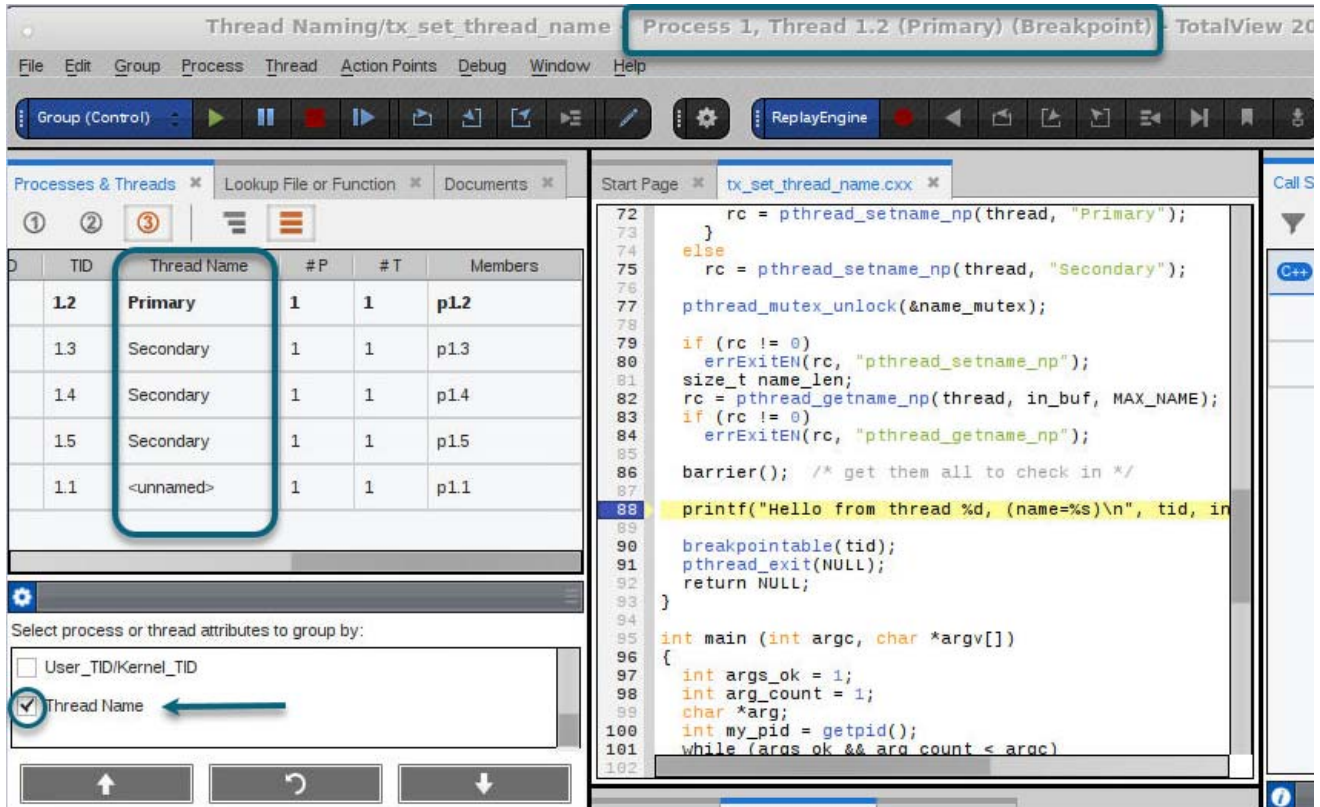 Thread Naming/tx_set_thread_name - Process 1, Thread 1.2 (Primary) (Breakpoint) - TotalView 20
File Edit Group Process Thread Action Points Debug Window Help
Group (Control) ReplayEngine
Processes & Threads Lookup File or Function Documents
1 2 3
TID Thread Name # P # T Members
1.2 Primary 1 1 p1.2
1.3 Secondary 1 1 p1.3
1.4 Secondary 1 1 p1.4
1.5 Secondary 1 1 p1.5
1.1 <unnamed> 1 1 p1.1
Select process or thread attributes to group by:
User_TID/Kernel_TID
Thread Name
Start Page tx_set_thread_name.cxx
72 rc = pthread_setname_np(thread, "Primary");
73 }
74 else
75 rc = pthread_setname_np(thread, "Secondary");
76
77 pthread_mutex_unlock(&name_mutex);
78
79 if (rc != 0)
80 errExitEN(rc, "pthread_setname_np");
81 size_t name_len;
82 rc = pthread_getname_np(thread, in_buf, MAX_NAME);
83 if (rc != 0)
84 errExitEN(rc, "pthread_getname_np");
85
86 barrier(); /* get them all to check in */
87
88 printf("Hello from thread %d, (name=%s)\n", tid, in
89
90 breakpointable(tid);
91 pthread_exit(NULL);
92 return NULL;
93 }
94
95 int main (int argc, char *argv[])
96 {
97 int args_ok = 1;
98 int arg_count = 1;
99 char *arg;
100 int my_pid = getpid();
101 while (args_ok && arg_count < argc)
102
Call S
C++